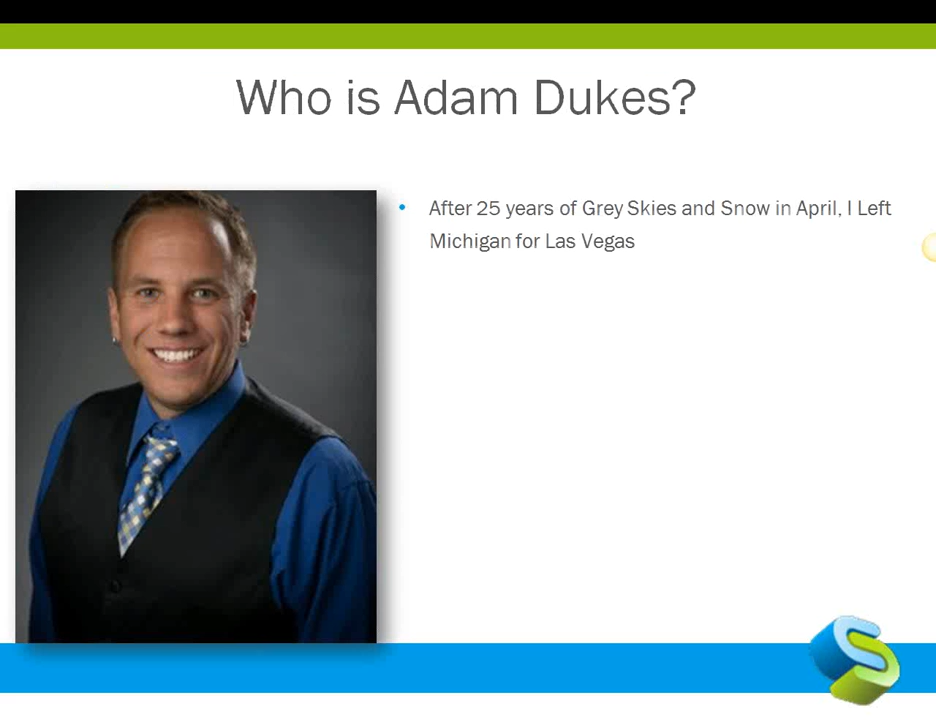 Who is Adam Dukes?
• After 25 years of Grey Skies and Snow in April, I Left
Michigan for Las Vegas